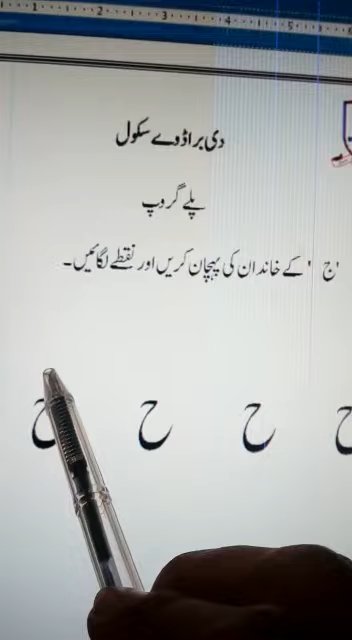 دی براڈوے سکول
پلے گروپ
'ج' کے خاندان کی پہچان کریں اور نقطے لگائیں۔
ح ح ح ح